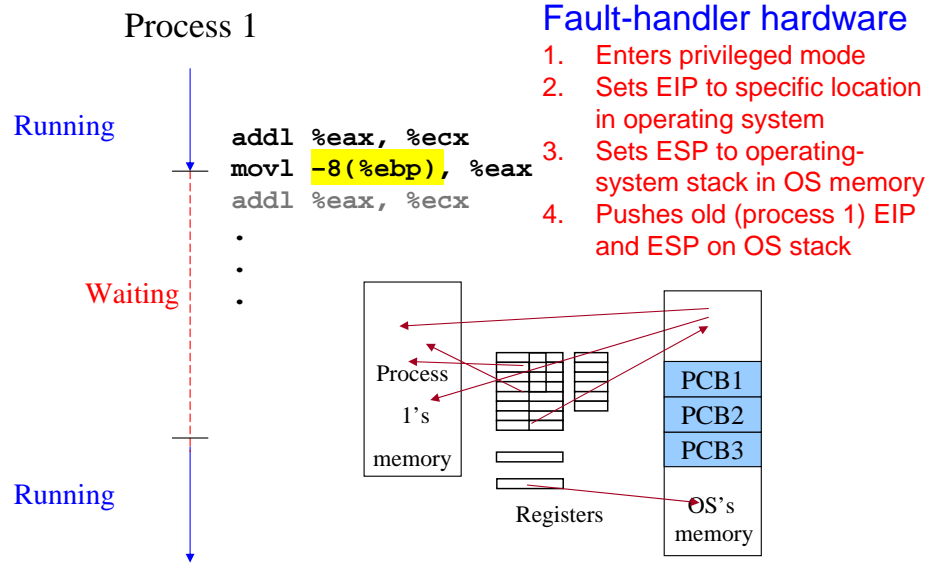 Process 1
Fault-handler hardware
1. Enters privileged mode
2. Sets EIP to specific location
in operating system
3. Sets ESP to operating-
system stack in OS memory
4. Pushes old (process 1) EIP
and ESP on OS stack
Running
addl %eax, %ecx
movl –8(%ebp), %eax
addl %eax, %ecx
.
.
.
Waiting
Running
Process
1's
memory
Registers
PCB1
PCB2
PCB3
OS's
memory